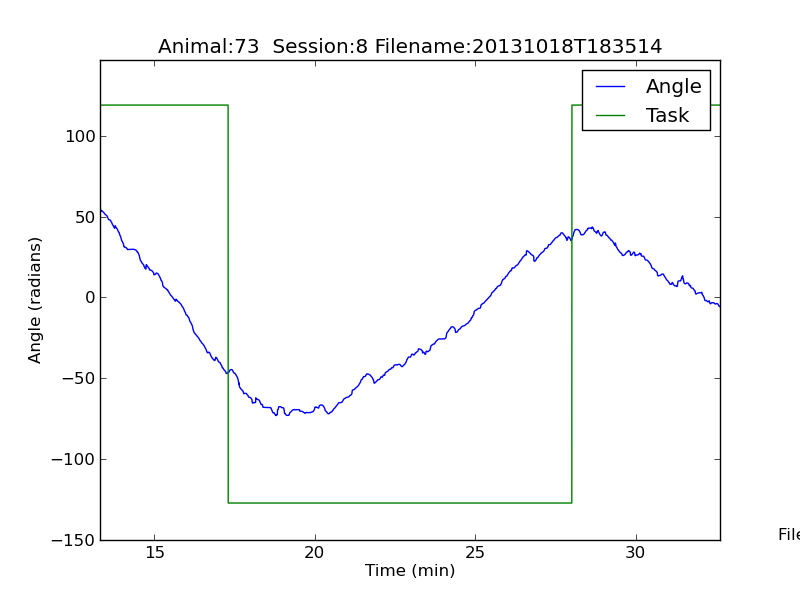 Animal:73  Session:8 Filename:20131018T183514
Angle
Task
Angle (radians)
100
50
0
−50
−100
−150
15
20
25
30
Time (min)
File